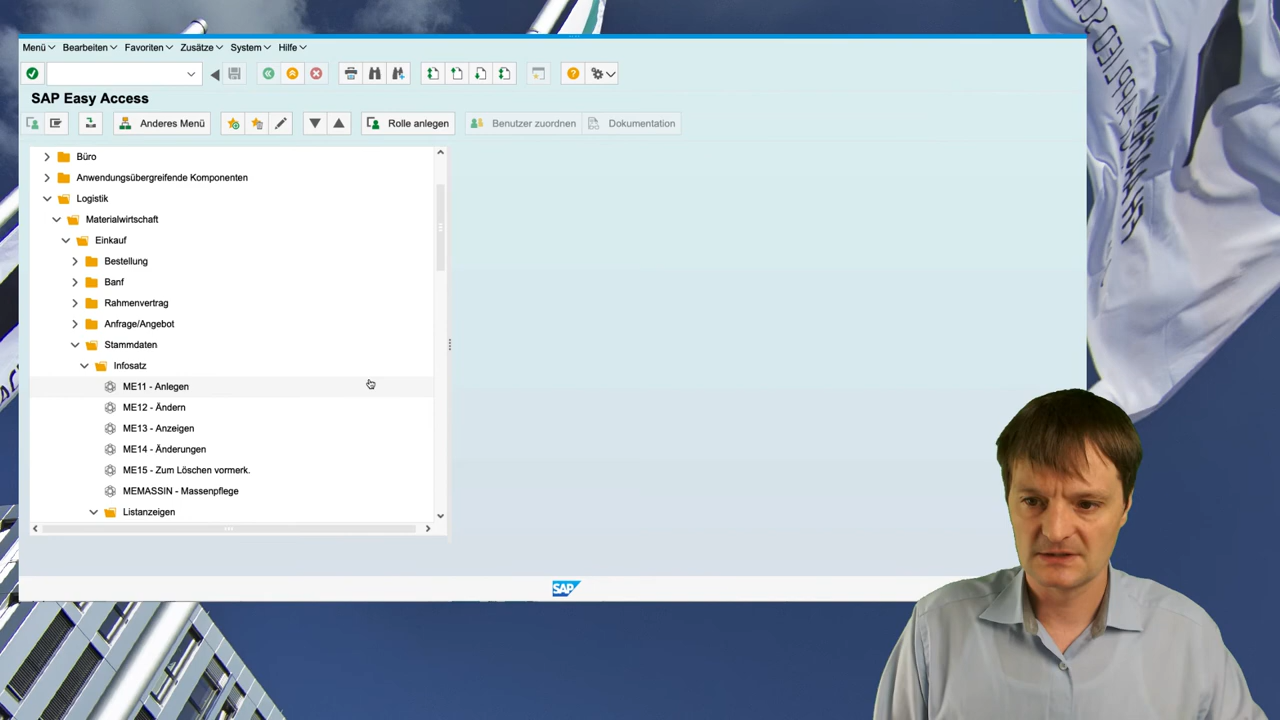 Menü Bearbeiten Favoriten Zusätze System Hilfe
SAP Easy Access
Anderes Menü Rolle anlegen Benutzer zuordnen Dokumentation
Büro
Anwendungsübergreifende Komponenten
Logistik
Materialwirtschaft
Einkauf
Bestellung
Banf
Rahmenvertrag
Anfrage/Angebot
Stammdaten
Infosatz
ME11 - Anlegen
ME12 - Ändern
ME13 - Anzeigen
ME14 - Änderungen
ME15 - Zum Löschen vormerk.
MEMASSIN - Massenpflege
Listanzeigen
SAP